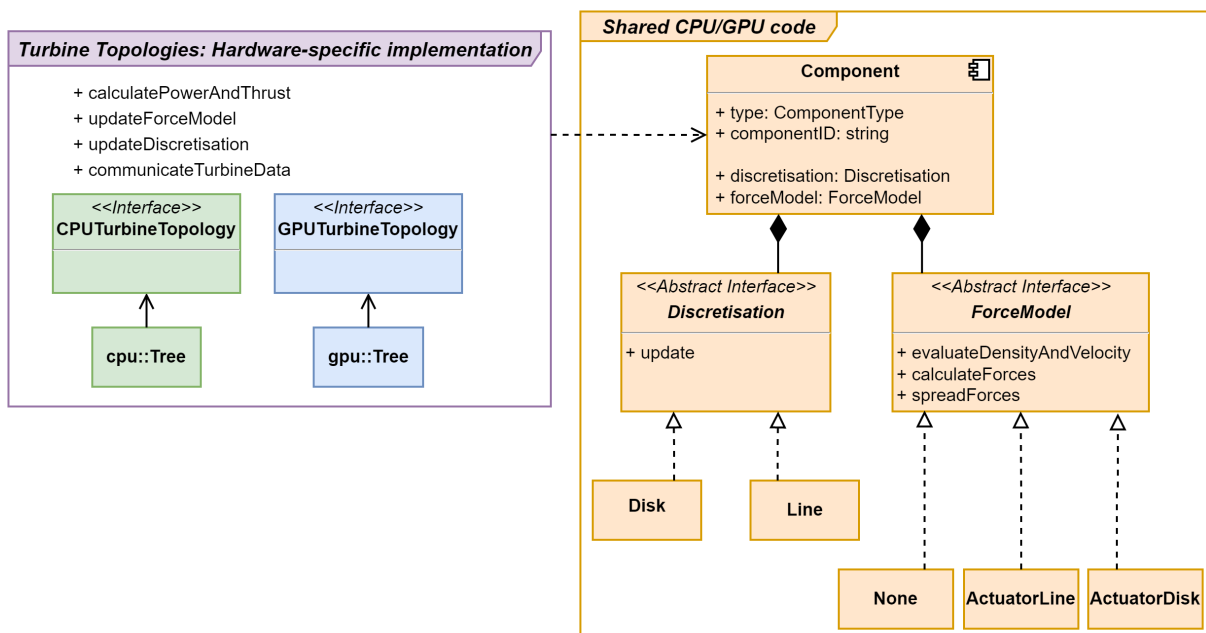 Turbine Topologies: Hardware-specific implementation
+ calculatePowerAndThrust
+ updateForceModel
+ updateDiscretisation
+ communicateTurbineData
<<Interface>>
CPUTurbineTopology
<<Interface>>
GPUTurbineTopology
cpu::Tree
gpu::Tree
Shared CPU/GPU code
Component
+ type: ComponentType
+ componentID: string
+ discretisation: Discretisation
+ forceModel: ForceModel
<<Abstract Interface>>
Discretisation
+ update
<<Abstract Interface>>
ForceModel
+ evaluateDensityAndVelocity
+ calculateForces
+ spreadForces
Disk
Line
None
ActuatorLine
ActuatorDisk